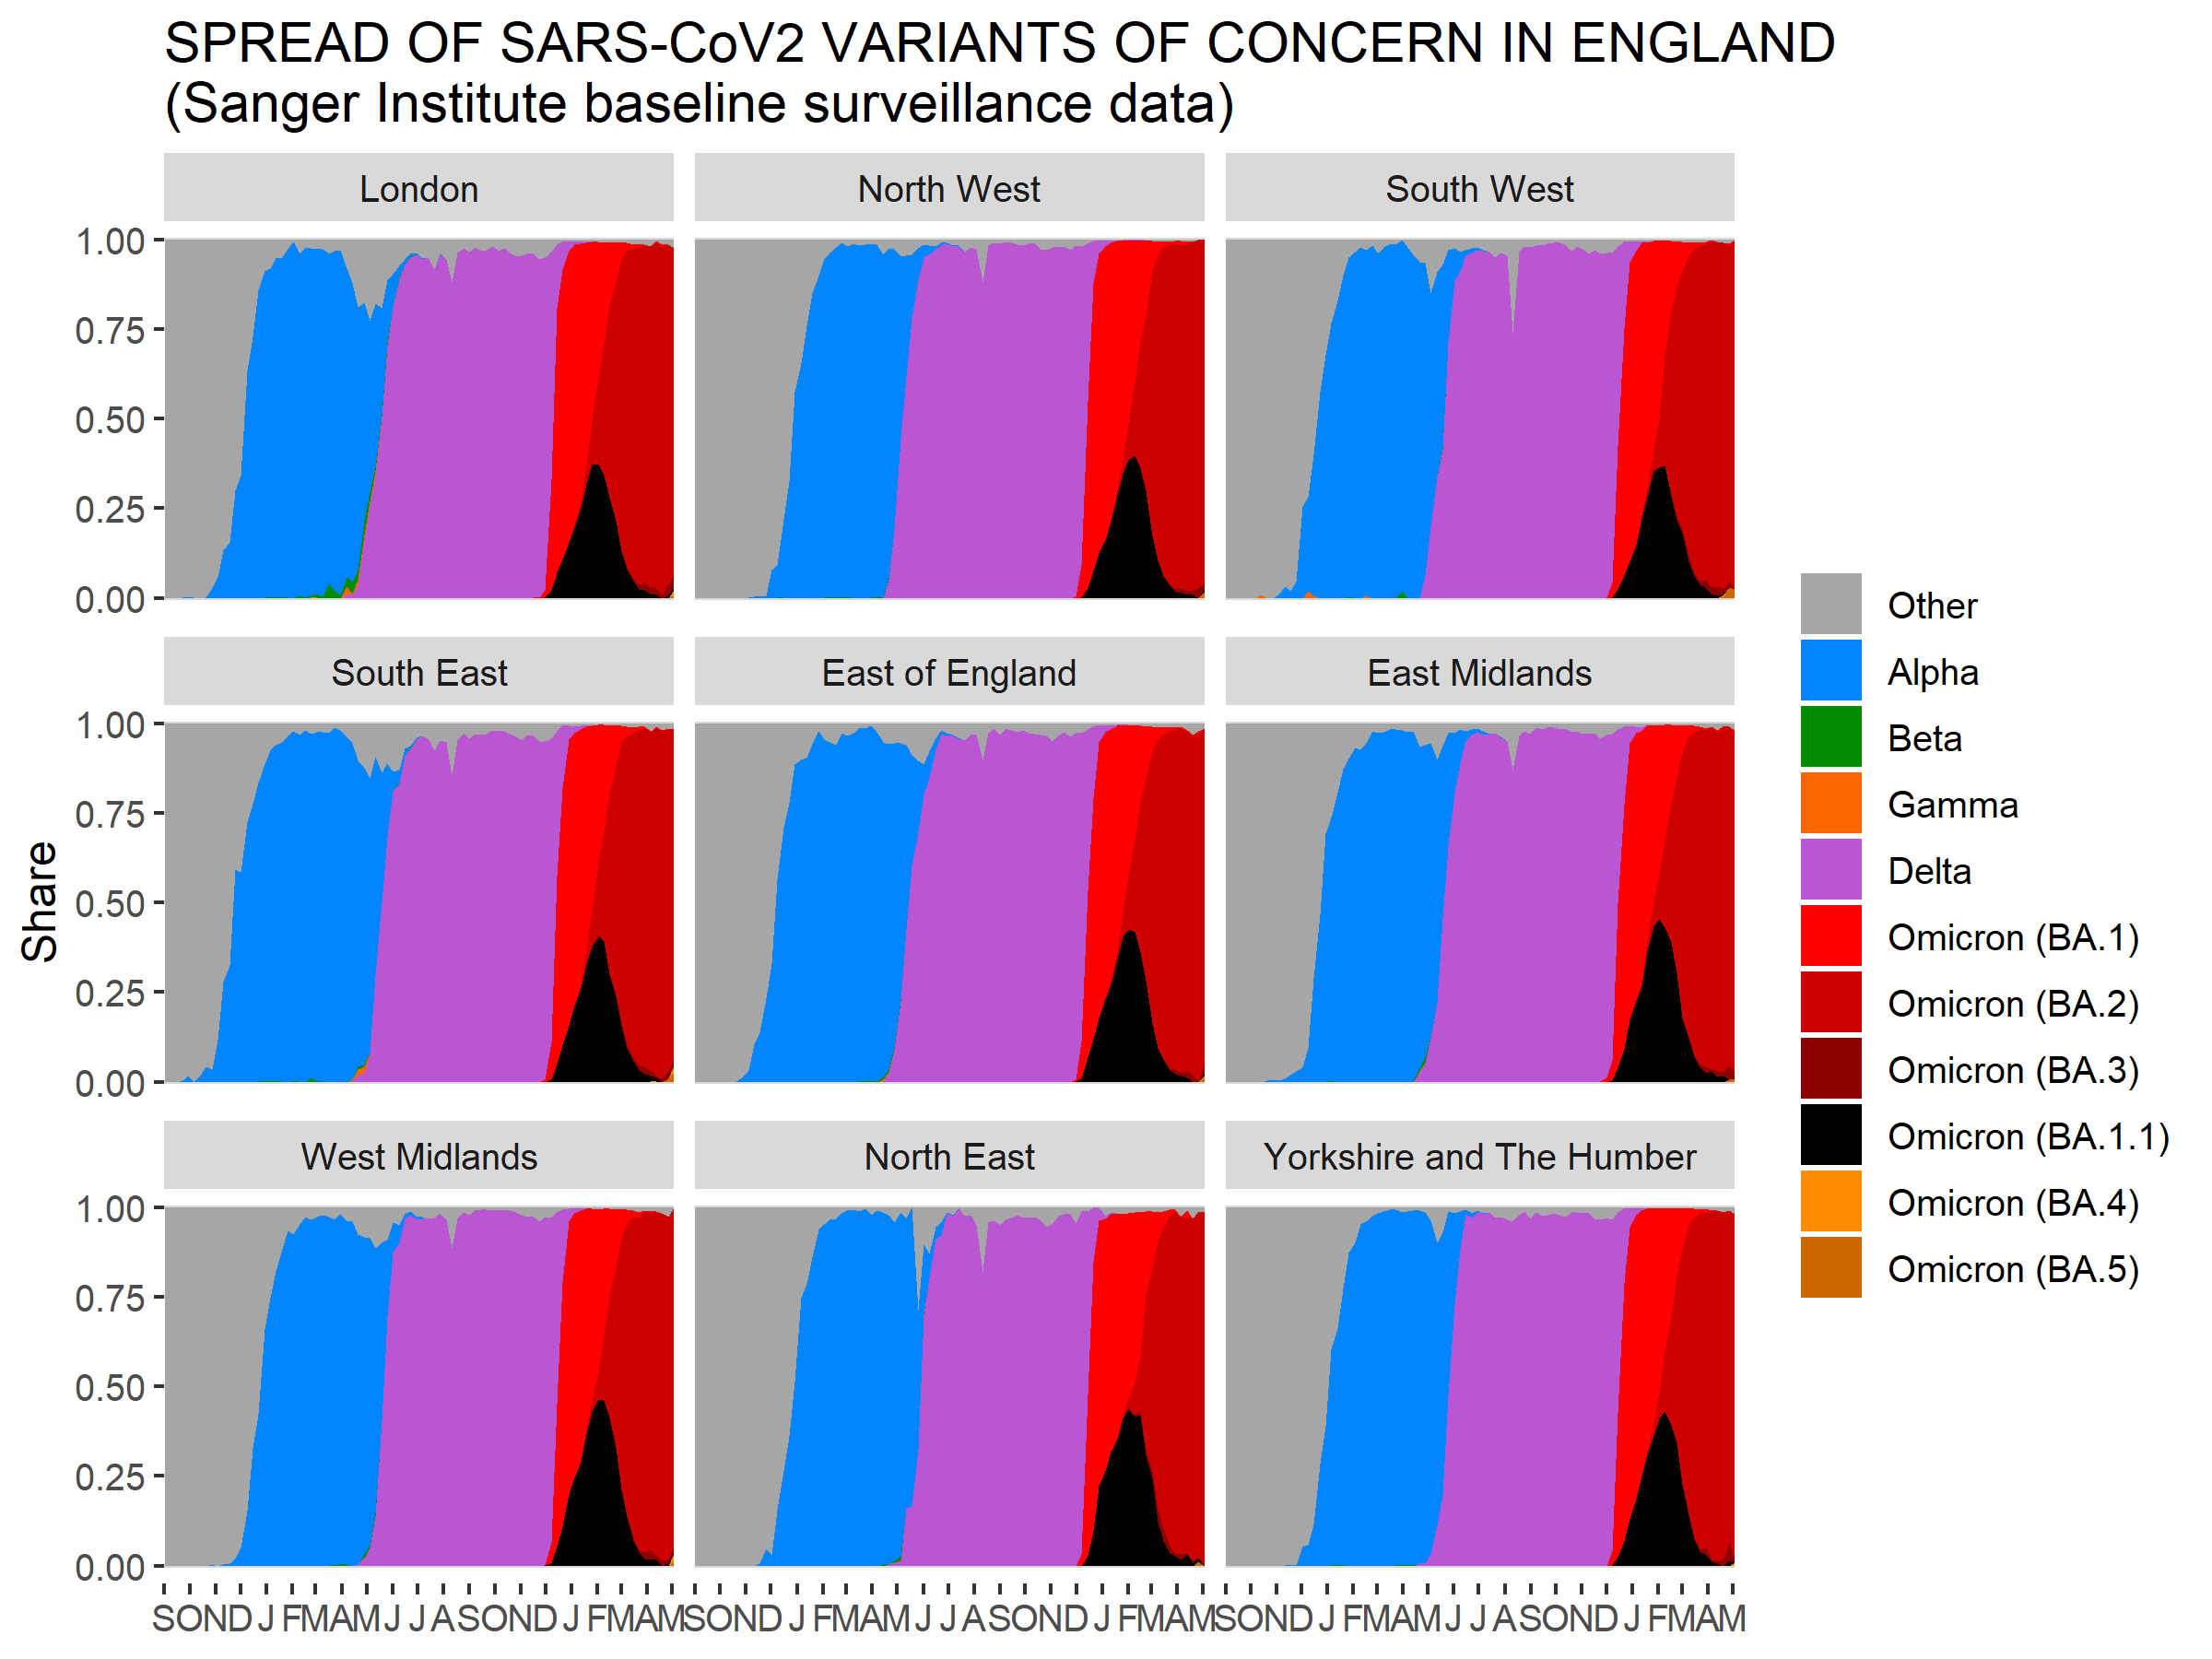 SPREAD OF SARS-CoV2 VARIANTS OF CONCERN IN ENGLAND
(Sanger Institute baseline surveillance data)
London
North West
South West
1.00
0.75
0.50
0.25
0.00
South East
East of England
East Midlands
1.00
0.75
0.50
0.25
0.00
West Midlands
North East
Yorkshire and The Humber
1.00
0.75
0.50
0.25
0.00
Share
S O N D J F M A M J J A S O N D J F M A M
S O N D J F M A M J J A S O N D J F M A M
S O N D J F M A M J J A S O N D J F M A M
Other
Alpha
Beta
Gamma
Delta
Omicron (BA.1)
Omicron (BA.2)
Omicron (BA.3)
Omicron (BA.1.1)
Omicron (BA.4)
Omicron (BA.5)